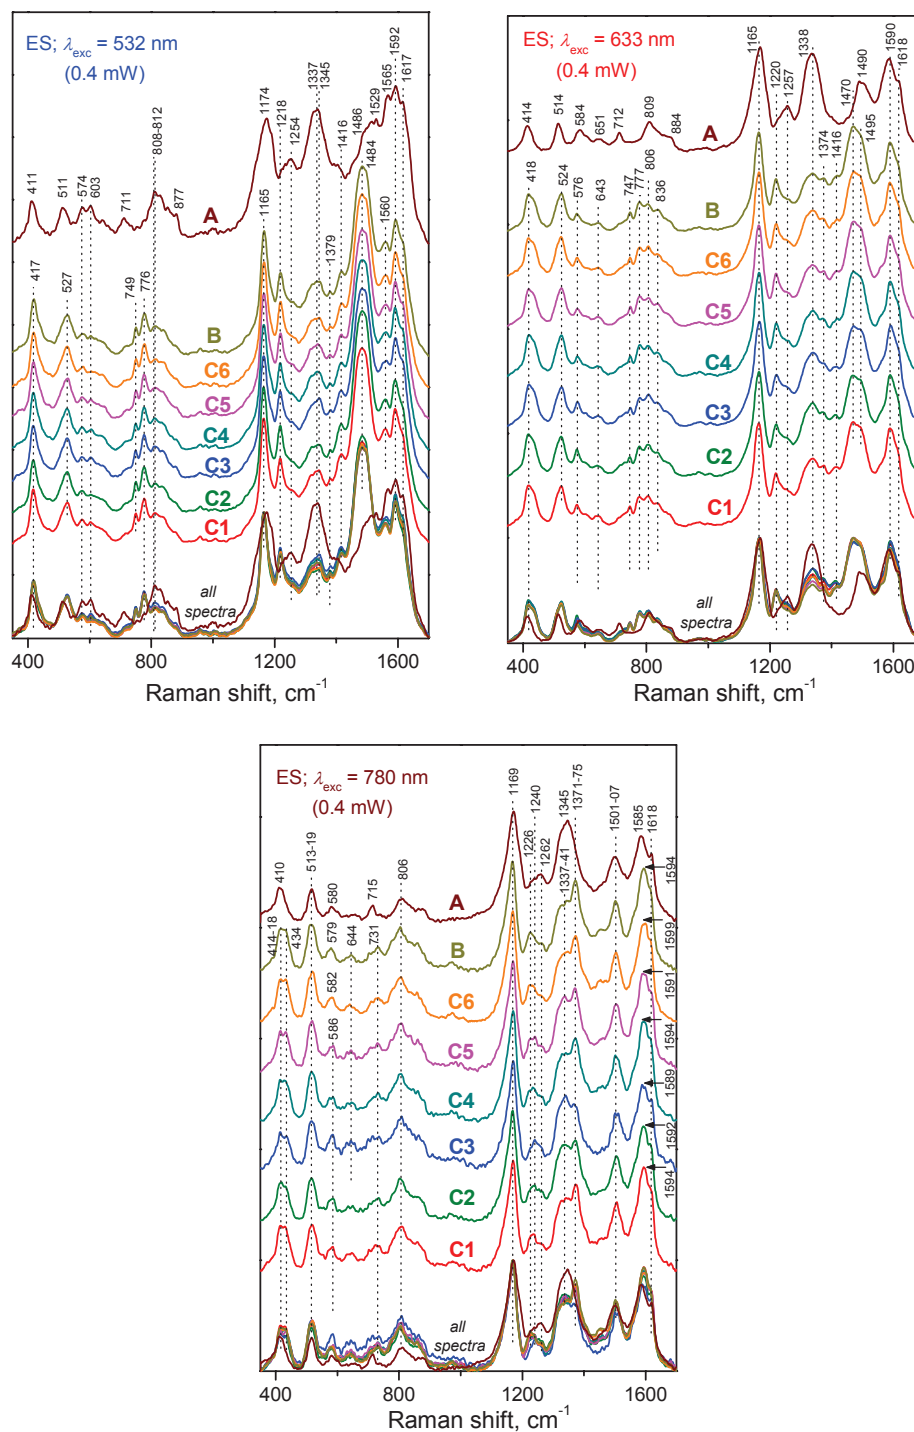 ES; λexc = 532 nm
(0.4 mW)
411
511
574
603
711
808-812
877
1174
1218
1254
1337
1345
1416
1486
1529
1565
1592
1617
A
417
527
749
776
1165
1379
1484
1560
B
C6
C5
C4
C3
C2
C1
all
spectra
400
800
1200
1600
Raman shift, cm-1
ES; λexc = 633 nm
(0.4 mW)
414
514
584
651
712
809
884
1165
1220
1257
1338
1470
1490
1590
1618
A
418
524
576
643
747
777
806
836
1374
1416
1495
B
C6
C5
C4
C3
C2
C1
all
spectra
400
800
1200
1600
Raman shift, cm-1
ES; λexc = 780 nm
(0.4 mW)
410
513-19
580
715
806
1169
1226
1240
1262
1345
1337-41
1371-75
1501-07
1585
1618
A
414-18
434
579
644
731
1594
B
582
1599
C6
586
1591
C5
1594
C4
1589
C3
1592
C2
1594
C1
all
spectra
400
800
1200
1600
Raman shift, cm-1